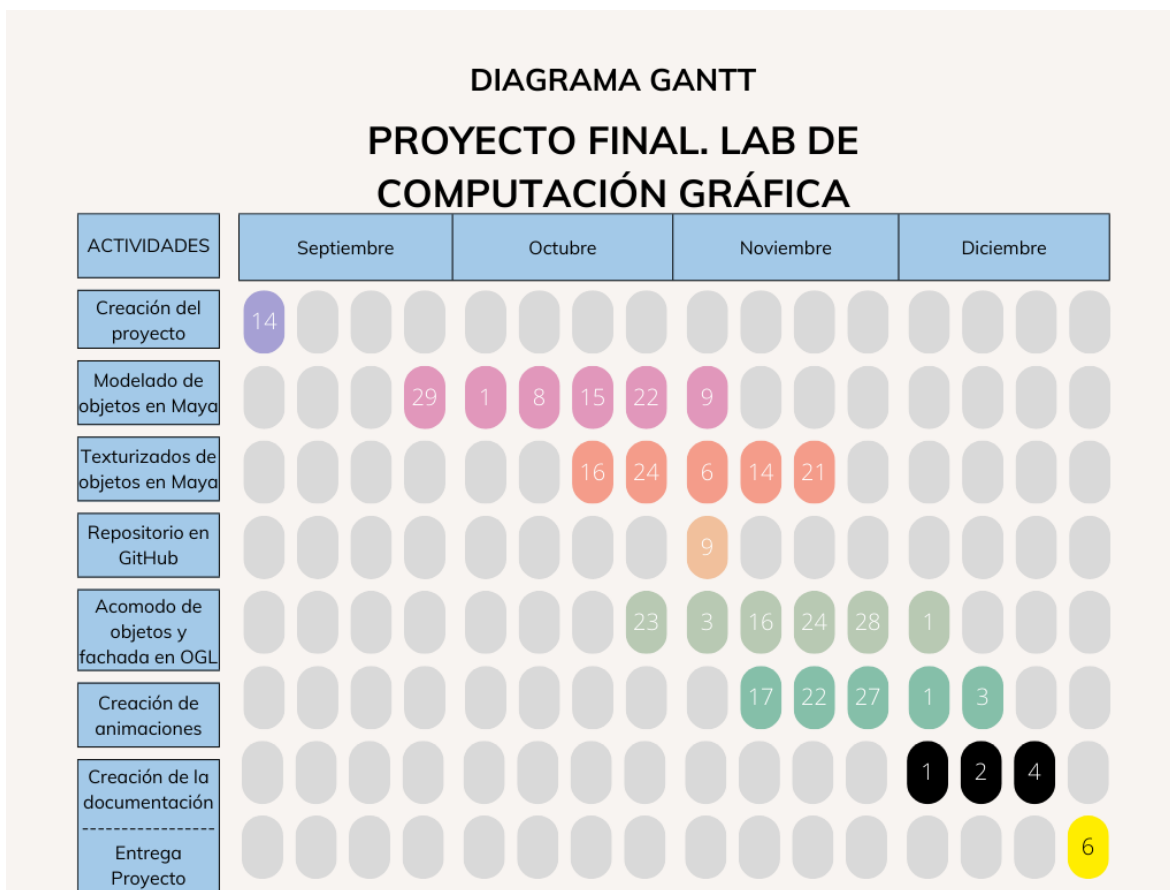 DIAGRAMA GANTT
PROYECTO FINAL. LAB DE
COMPUTACIÓN GRÁFICA
ACTIVIDADES
Septiembre
Octubre
Noviembre
Diciembre
Creación del
proyecto
14
Modelado de
objetos en Maya
29 1 8 15 22 9
Texturizados de
objetos en Maya
16 24 6 14 21
Repositorio en
GitHub
9
Acomodo de
objetos y
fachada en OGL
23 3 16 24 28 1
Creación de
animaciones
17 22 27 1 3
Creación de la
documentación
1 2 4
-----------------
Entrega
Proyecto
6